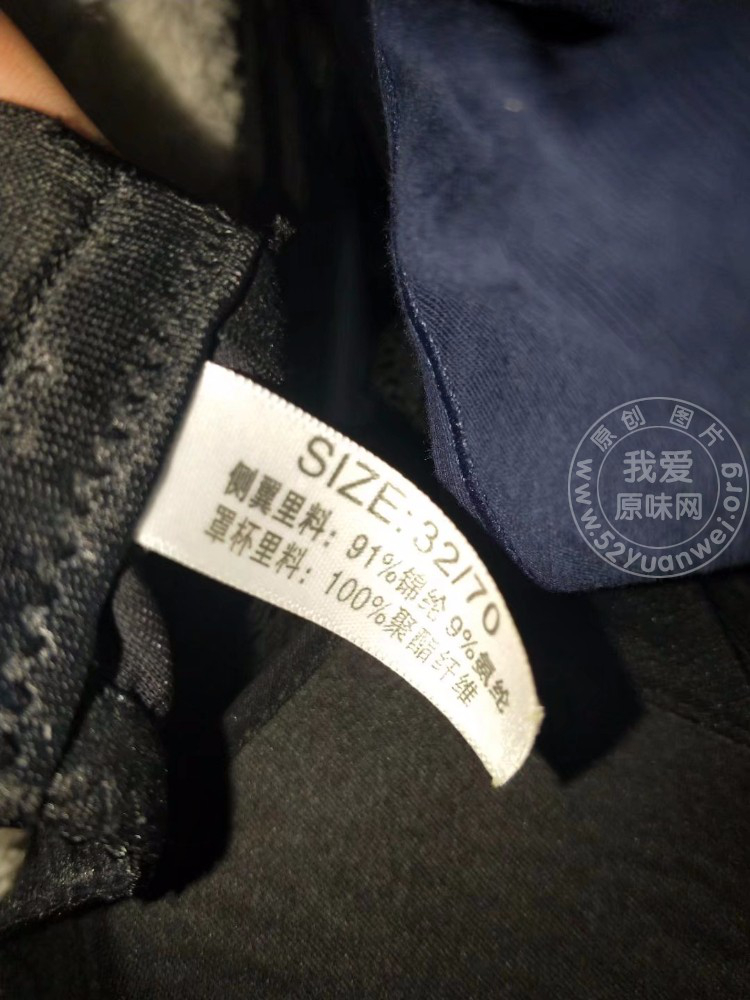 SIZE: 32/70
侧翼里料: 91%锦纶 9%氨纶
罩杯里料: 100%聚酯纤维
原创图片
我爱
原味网
www.52yuanwei.org